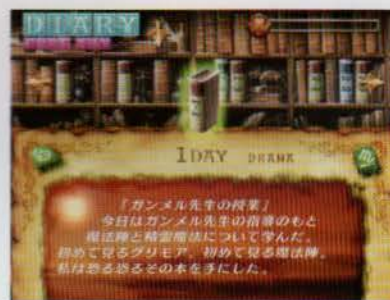 DIARY
1DAY DRAMA
『ガンメル先生の授業』
今日はガンメル先生の指導のもと
魔法陣と精霊魔法について学んだ。
初めて見るグリモア、初めて見る魔法陣。
私は恐る恐るその本を手にした。